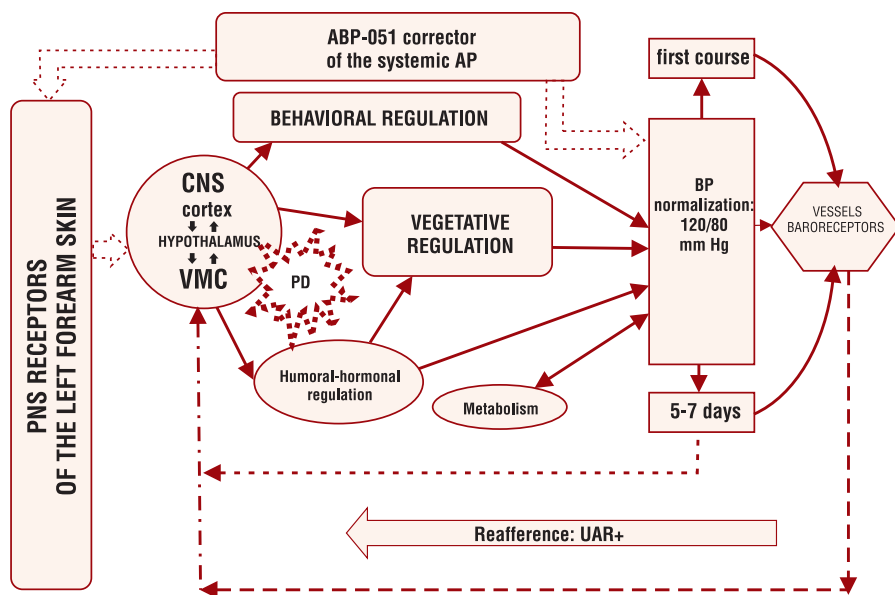 ABP-051 corrector
of the systemic AP
first course
BEHAVIORAL REGULATION
PNS RECEPTORS
OF THE LEFT FOREARM SKIN
CNS
cortex
HYPOTHALAMUS
VMC
PD
VEGETATIVE
REGULATION
BP
normalization:
120/80
mm Hg
VESSELS
BARORECEPTORS
Humoral-hormonal
regulation
Metabolism
5-7 days
Reafference: UAR+